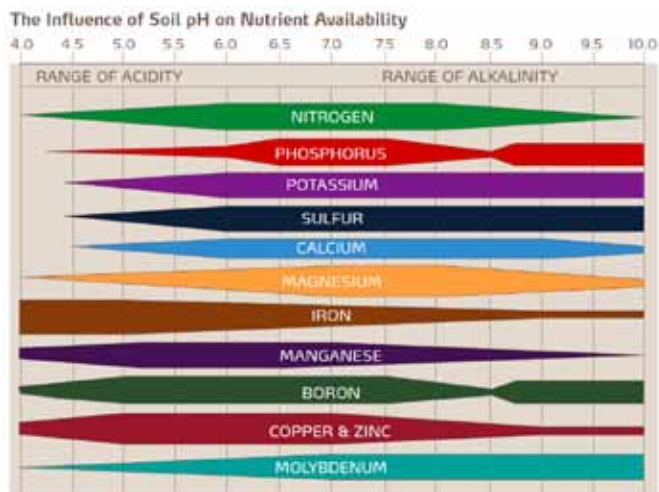 The Influence of Soil pH on Nutrient Availability
4.0 4.5 5.0 5.5 6.0 6.5 7.0 7.5 8.0 8.5 9.0 9.5 10.0
RANGE OF ACIDITY RANGE OF ALKALINITY
NITROGEN
PHOSPHORUS
POTASSIUM
SULFUR
CALCIUM
MAGNESIUM
IRON
MANGANESE
BORON
COPPER & ZINC
MOLYBDENUM